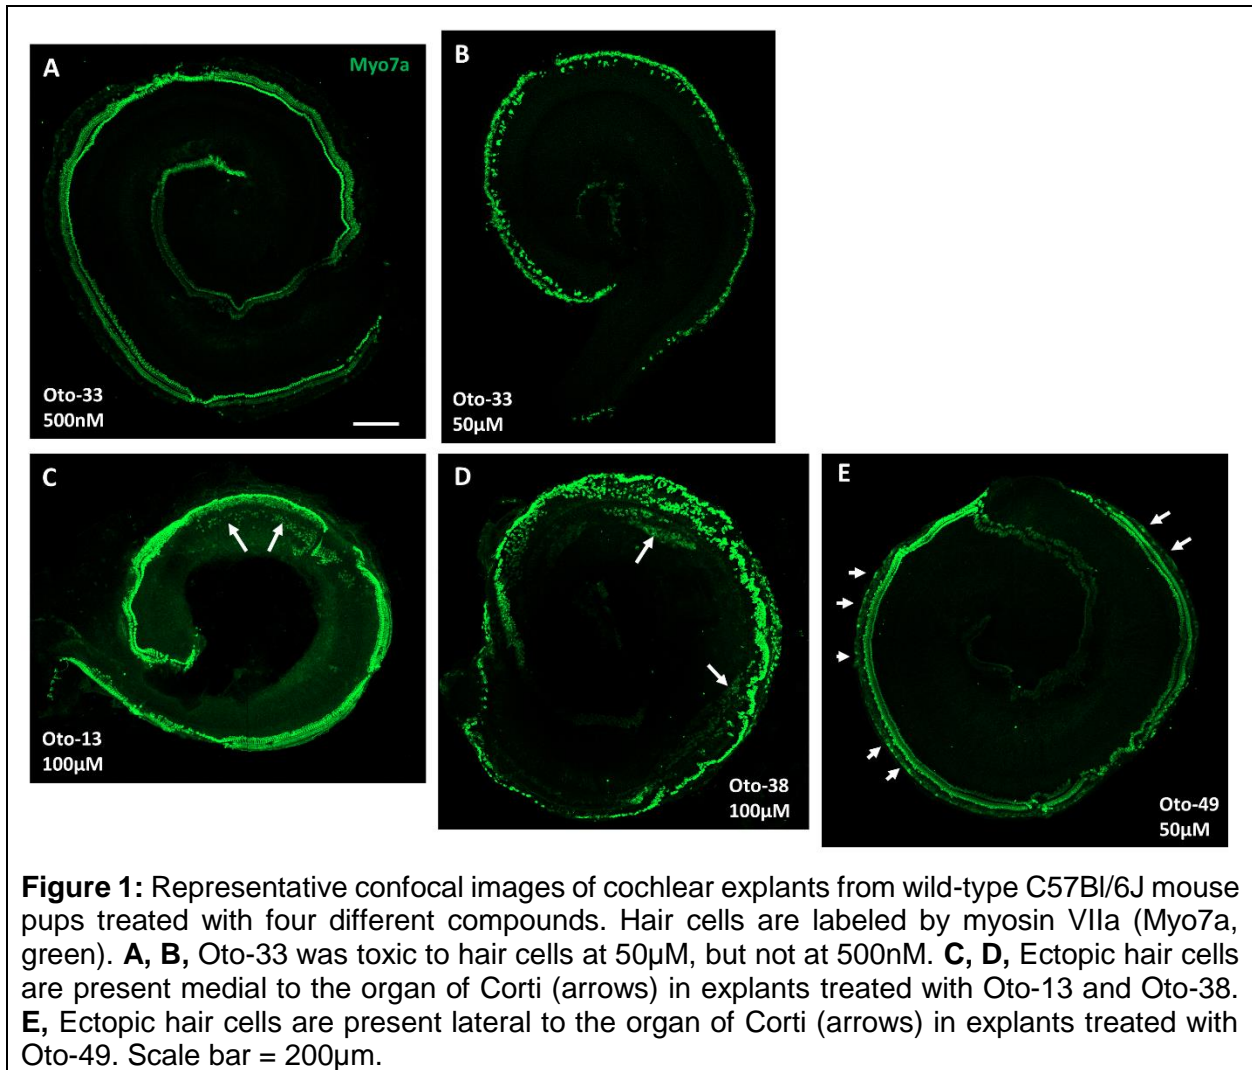 A
Myo7a
Oto-33
500nM
B
Oto-33
50µM
C
Oto-13
100µM
D
Oto-38
100µM
E
Oto-49
50µM
Figure 1: Representative confocal images of cochlear explants from wild-type C57Bl/6J mouse
pups treated with four different compounds. Hair cells are labeled by myosin VIIa (Myo7a,
green). A, B, Oto-33 was toxic to hair cells at 50µM, but not at 500nM. C, D, Ectopic hair cells
are present medial to the organ of Corti (arrows) in explants treated with Oto-13 and Oto-38.
E, Ectopic hair cells are present lateral to the organ of Corti (arrows) in explants treated with
Oto-49. Scale bar = 200µm.